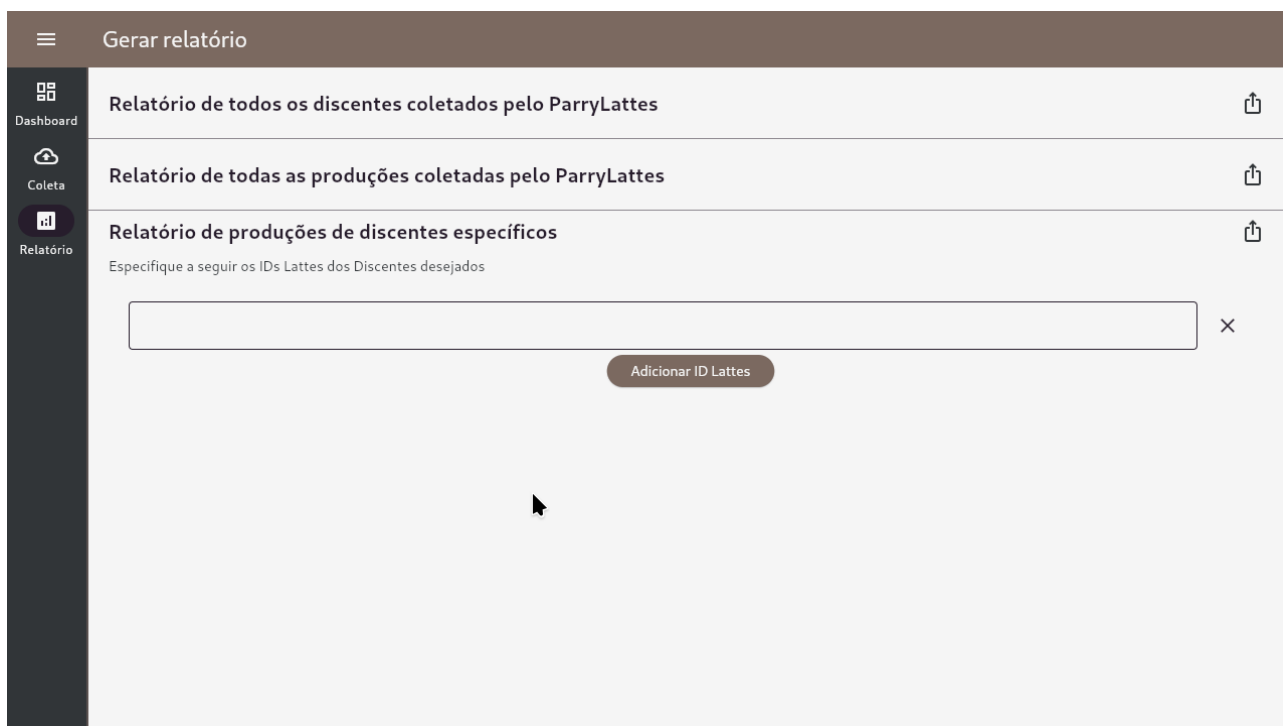 Gerar relatório
Dashboard
Coleta
Relatório
Relatório de todos os discentes coletados pelo ParryLattes
Relatório de todas as produções coletadas pelo ParryLattes
Relatório de produções de discentes específicos
Especifique a seguir os IDs Lattes dos Discentes desejados
Adicionar ID Lattes